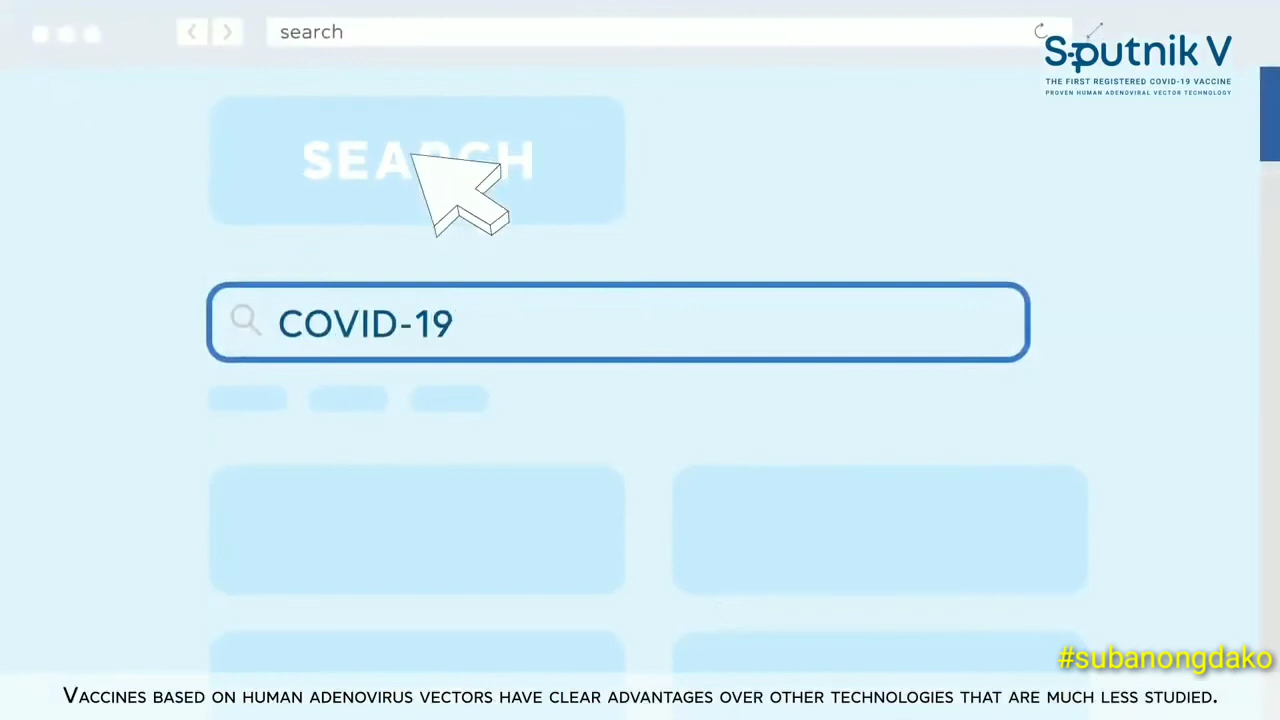 search
Sputnik V
THE FIRST REGISTERED COVID-19 VACCINE
PROVEN HUMAN ADENOVIRAL VECTOR TECHNOLOGY
SEARCH
COVID-19
#subanongdako
VACCINES BASED ON HUMAN ADENOVIRUS VECTORS HAVE CLEAR ADVANTAGES OVER OTHER TECHNOLOGIES THAT ARE MUCH LESS STUDIED.